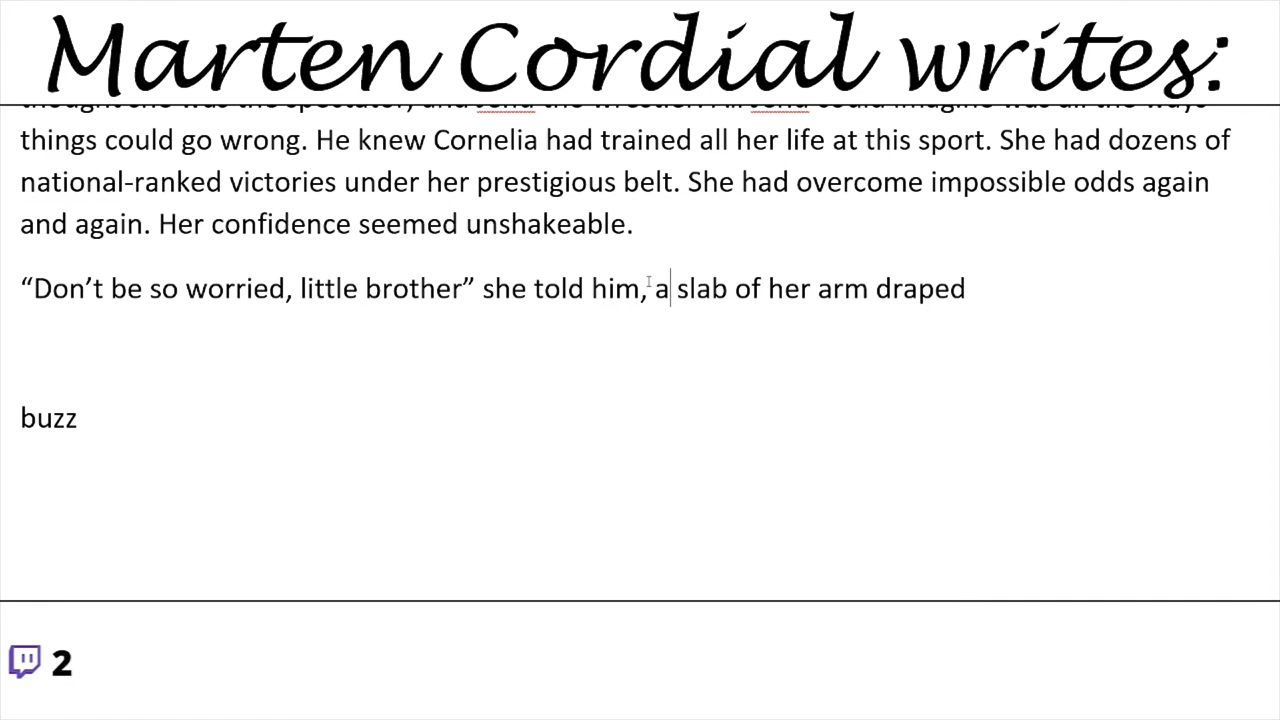 Marten Cordial writes:
things could go wrong. He knew Cornelia had trained all her life at this sport. She had dozens of
national-ranked victories under her prestigious belt. She had overcome impossible odds again
and again. Her confidence seemed unshakeable.
“Don’t be so worried, little brother” she told him, a slab of her arm draped
buzz
2